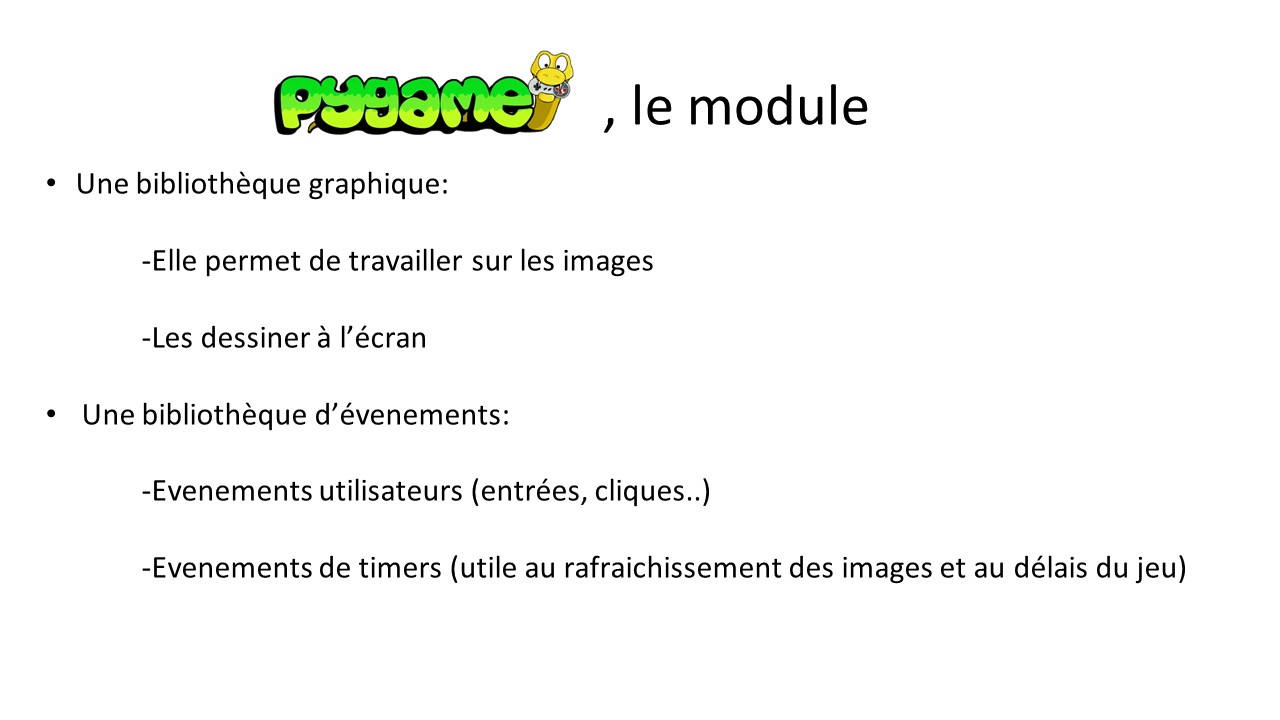 pygame , le module
• Une bibliothèque graphique:
-Elle permet de travailler sur les images
-Les dessiner à l’écran
• Une bibliothèque d’évenements:
-Evenements utilisateurs (entrées, cliques..)
-Evenements de timers (utile au rafraichissement des images et au délais du jeu)